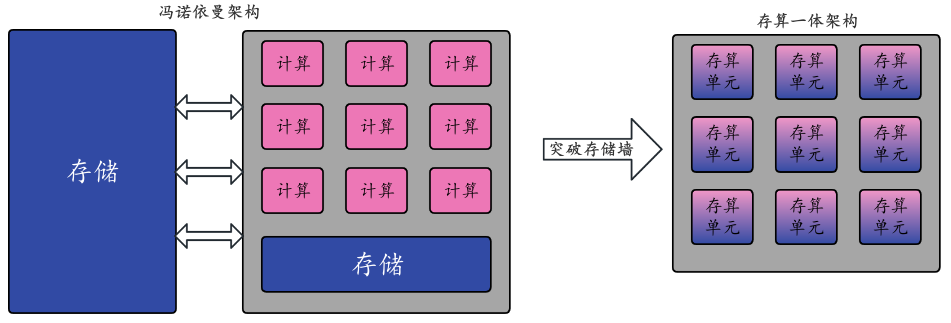 冯诺依曼架构
存储
计算 计算 计算
计算 计算 计算
计算 计算 计算
存储
突破存储墙
存算一体架构
存算 存算 存算
单元 单元 单元
存算 存算 存算
单元 单元 单元
存算 存算 存算
单元 单元 单元